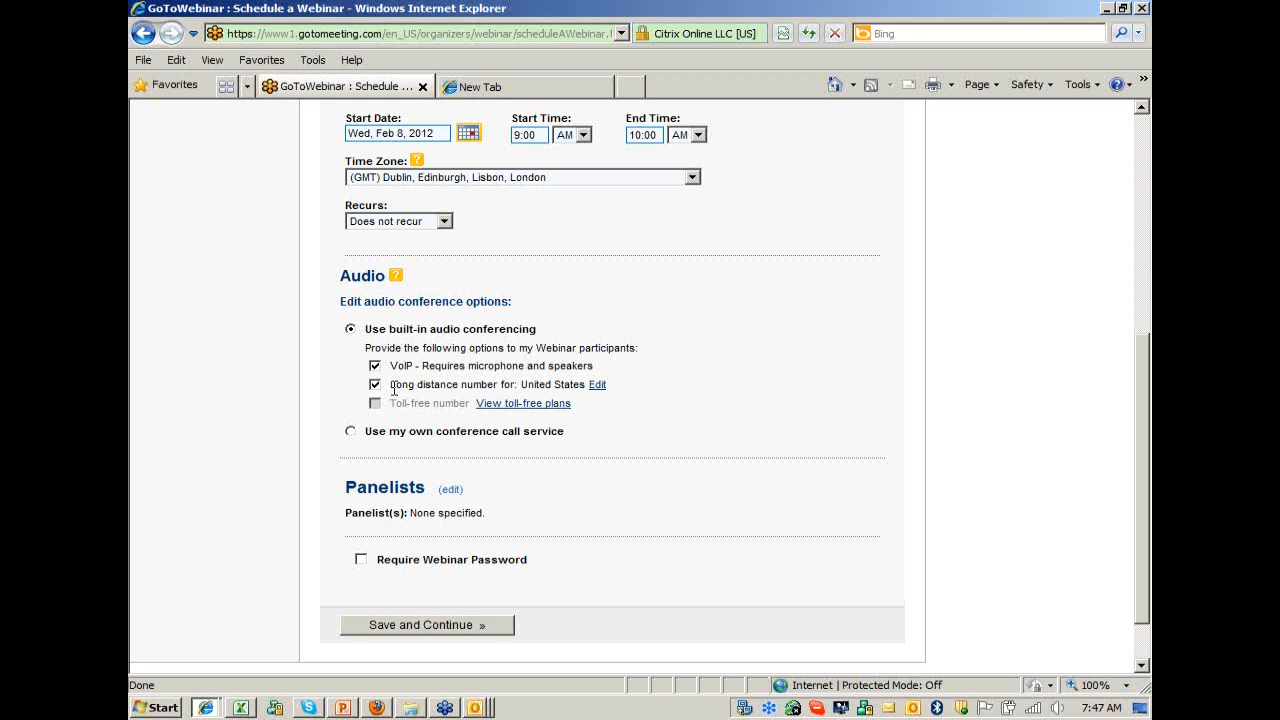 GoToWebinar : Schedule a Webinar - Windows Internet Explorer
https://www1.gotomeeting.com/en_US/organizers/webinar/scheduleAWebinar.
Citrix Online LLC [US]
Bing
File Edit View Favorites Tools Help
Favorites
GoToWebinar : Schedule ...
New Tab
Page Safety Tools
Start Date: Start Time: End Time:
Wed, Feb 8, 2012 9:00 AM 10:00 AM
Time Zone: ?
(GMT) Dublin, Edinburgh, Lisbon, London
Recurs:
Does not recur
Audio ?
Edit audio conference options:
Use built-in audio conferencing
Provide the following options to my Webinar participants:
VoIP - Requires microphone and speakers
Long distance number for: United States Edit
Toll-free number View toll-free plans
Use my own conference call service
Panelists (edit)
Panelist(s): None specified.
Require Webinar Password
Save and Continue »
Done
Internet | Protected Mode: Off
100%
Start
7:47 AM